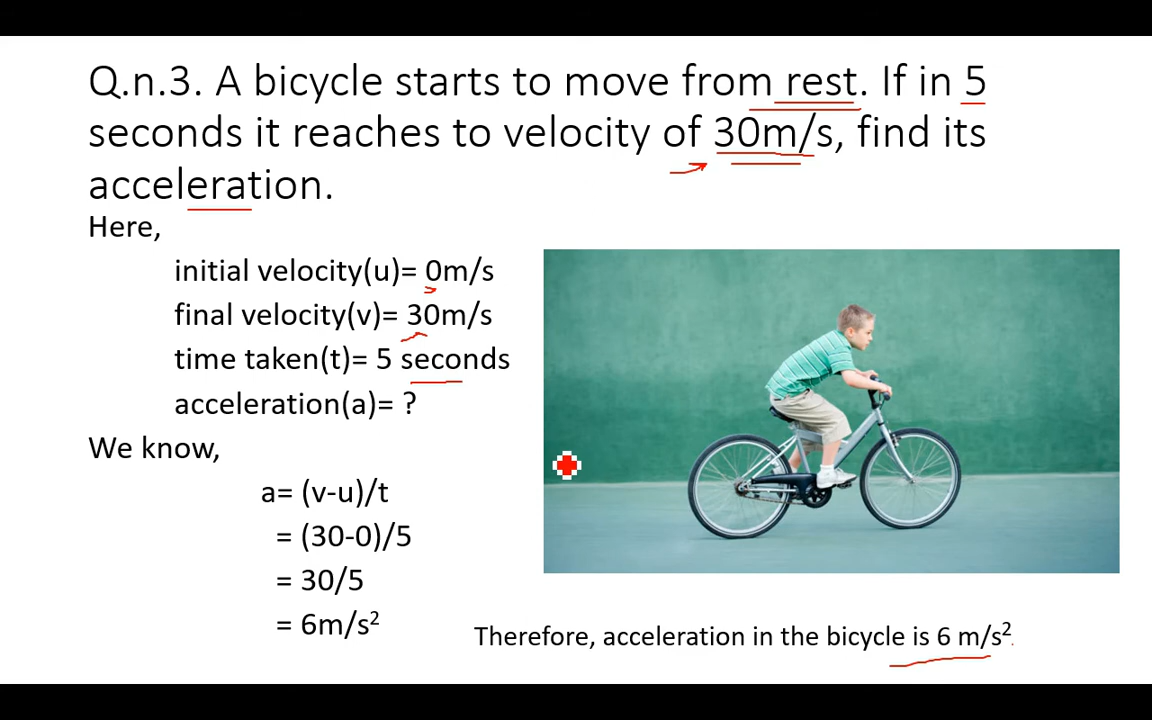 Q.n.3. A bicycle starts to move from rest. If in 5
seconds it reaches to velocity of 30m/s, find its
acceleration.
Here,
initial velocity(u)= 0m/s
final velocity(v)= 30m/s
time taken(t)= 5 seconds
acceleration(a)= ?
We know,
a= (v-u)/t
= (30-0)/5
= 30/5
= 6m/s²
Therefore, acceleration in the bicycle is 6 m/s².